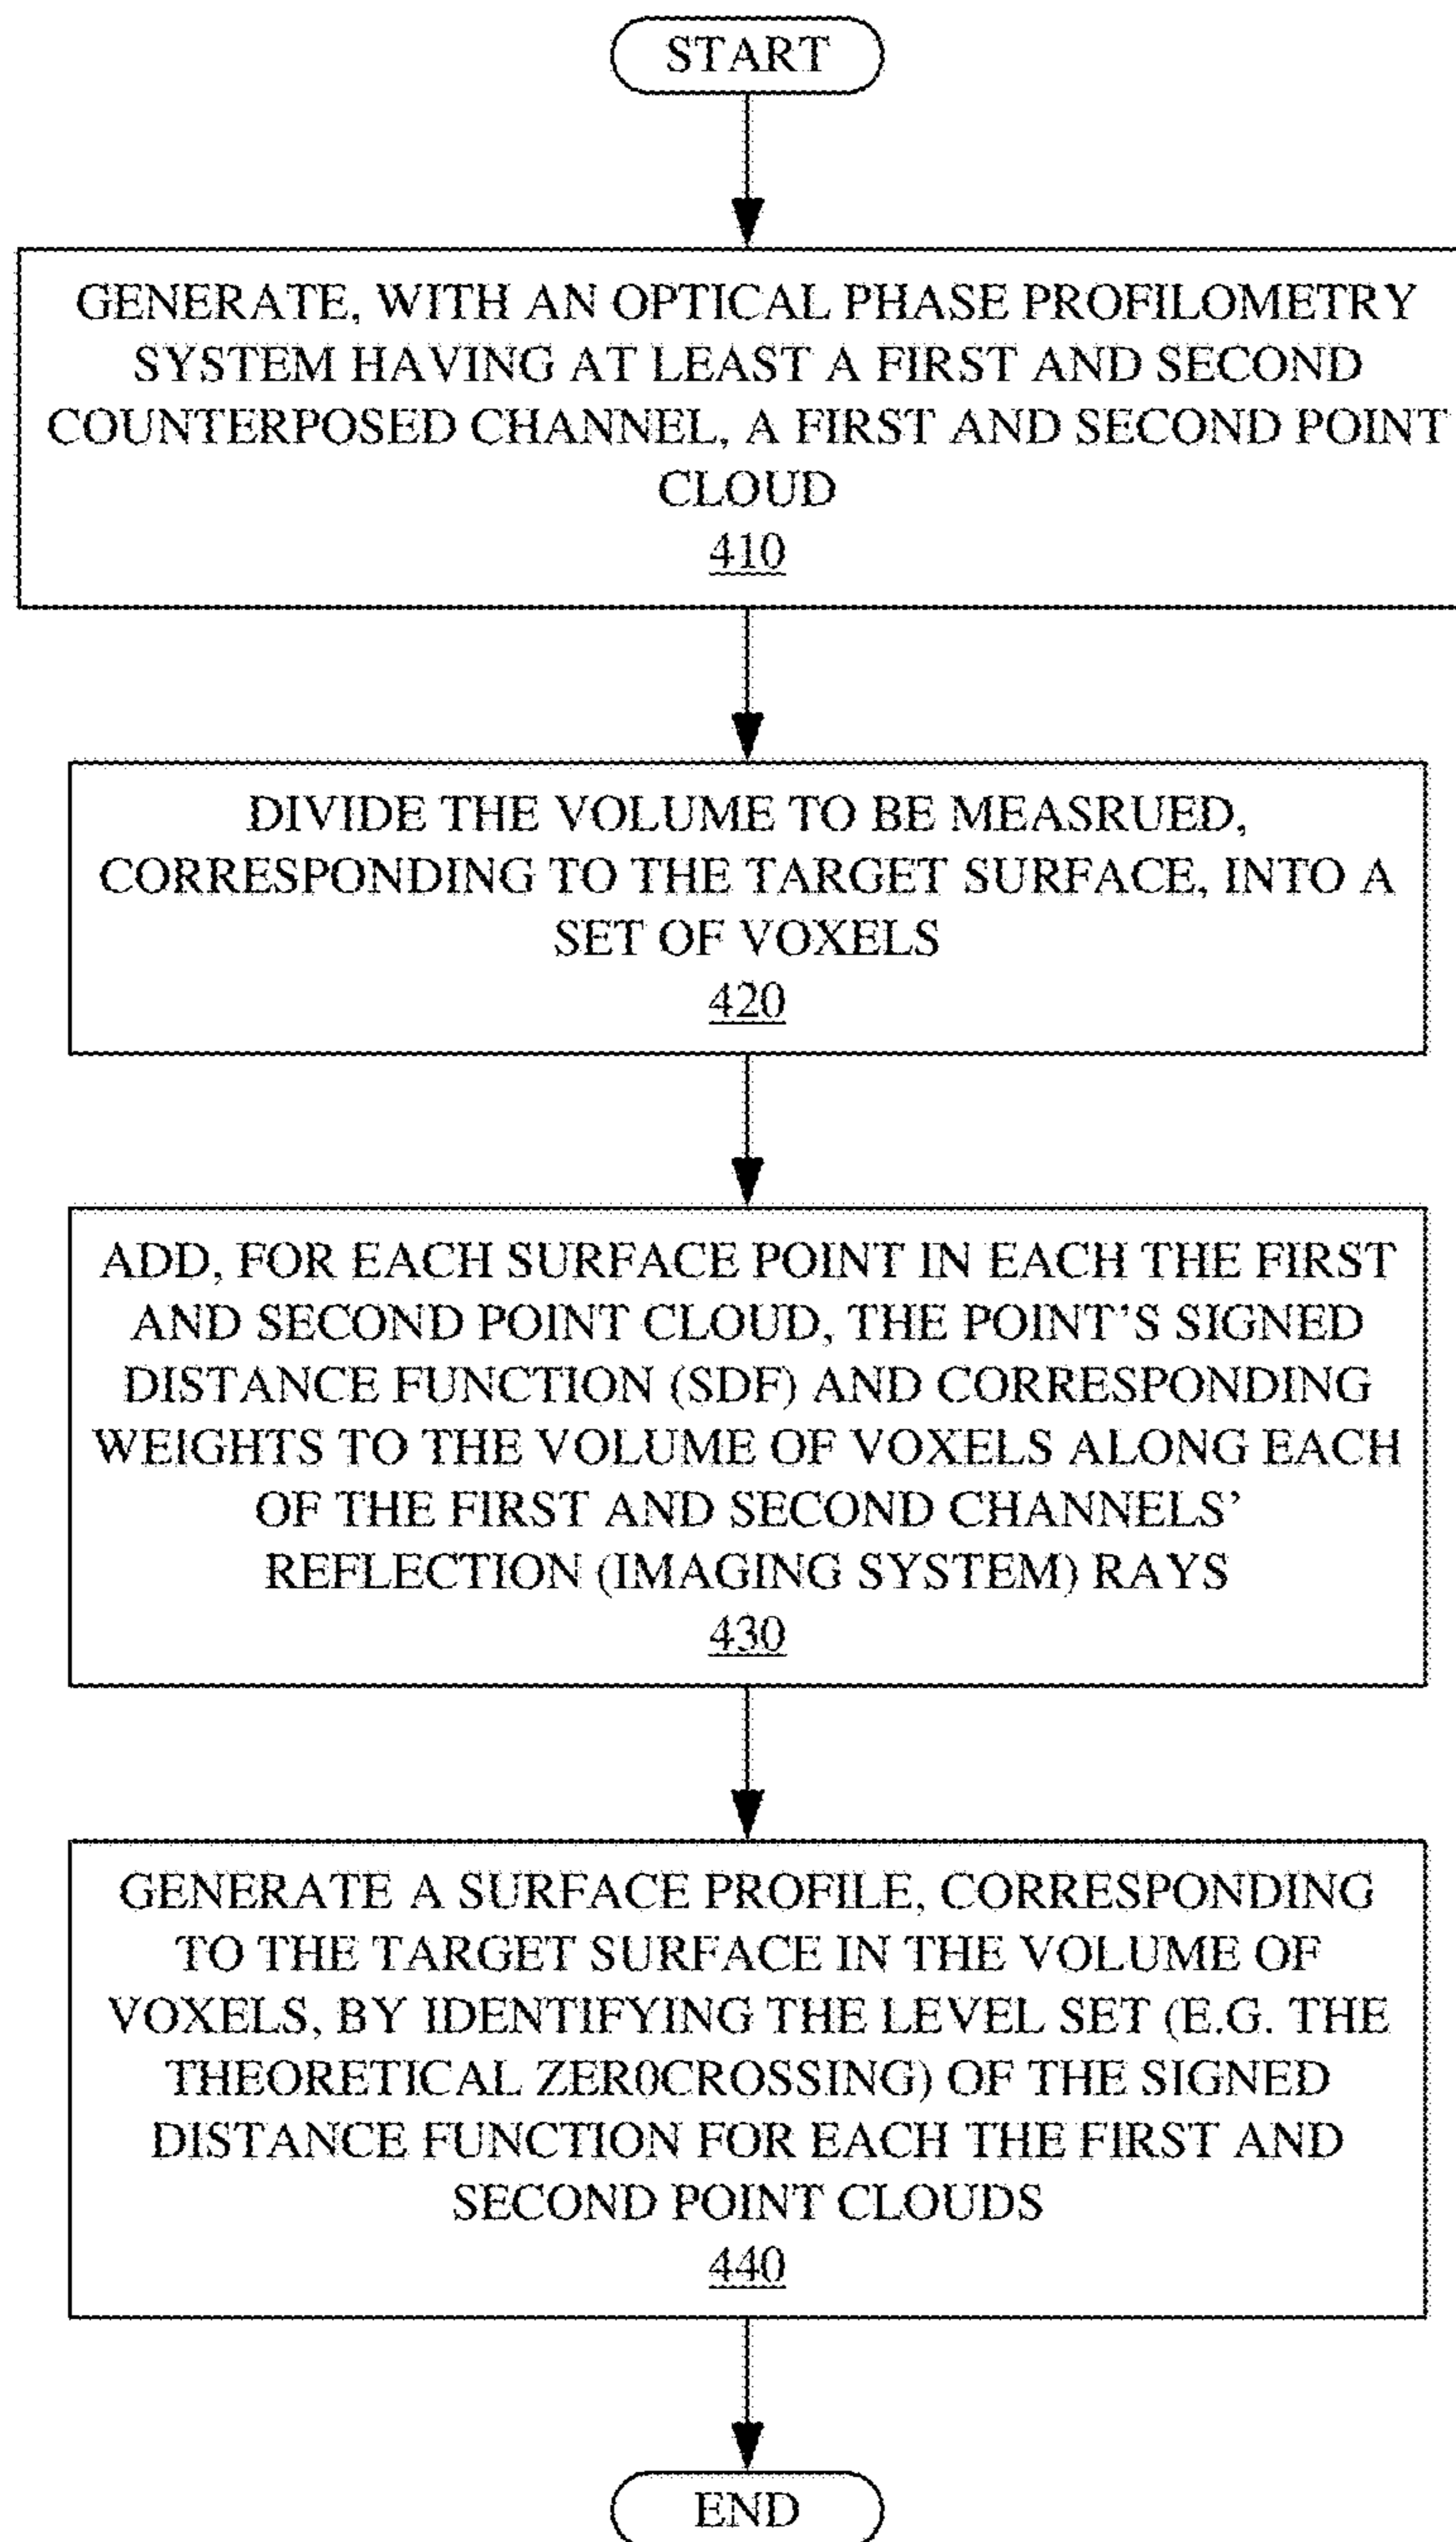 START
GENERATE, WITH AN OPTICAL PHASE PROFILOMETRY
SYSTEM HAVING AT LEAST A FIRST AND SECOND
COUNTERPOSED CHANNEL, A FIRST AND SECOND POINT
CLOUD
410
DIVIDE THE VOLUME TO BE MEASRUED,
CORRESPONDING TO THE TARGET SURFACE, INTO A
SET OF VOXELS
420
ADD, FOR EACH SURFACE POINT IN EACH THE FIRST
AND SECOND POINT CLOUD, THE POINT’S SIGNED
DISTANCE FUNCTION (SDF) AND CORRESPONDING
WEIGHTS TO THE VOLUME OF VOXELS ALONG EACH
OF THE FIRST AND SECOND CHANNELS’
REFLECTION (IMAGING SYSTEM) RAYS
430
GENERATE A SURFACE PROFILE, CORRESPONDING
TO THE TARGET SURFACE IN THE VOLUME OF
VOXELS, BY IDENTIFYING THE LEVEL SET (E.G. THE
THEORETICAL ZER0CROSSING) OF THE SIGNED
DISTANCE FUNCTION FOR EACH THE FIRST AND
SECOND POINT CLOUDS
440
END